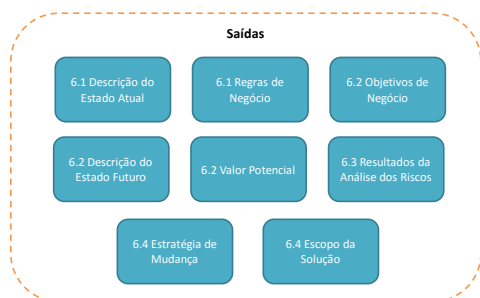 Saídas
6.1 Descrição do
Estado Atual
6.1 Regras de
Negócio
6.2 Objetivos de
Negócio
6.2 Descrição do
Estado Futuro
6.2 Valor Potencial
6.3 Resultados da
Análise dos Riscos
6.4 Estratégia de
Mudança
6.4 Escopo da
Solução